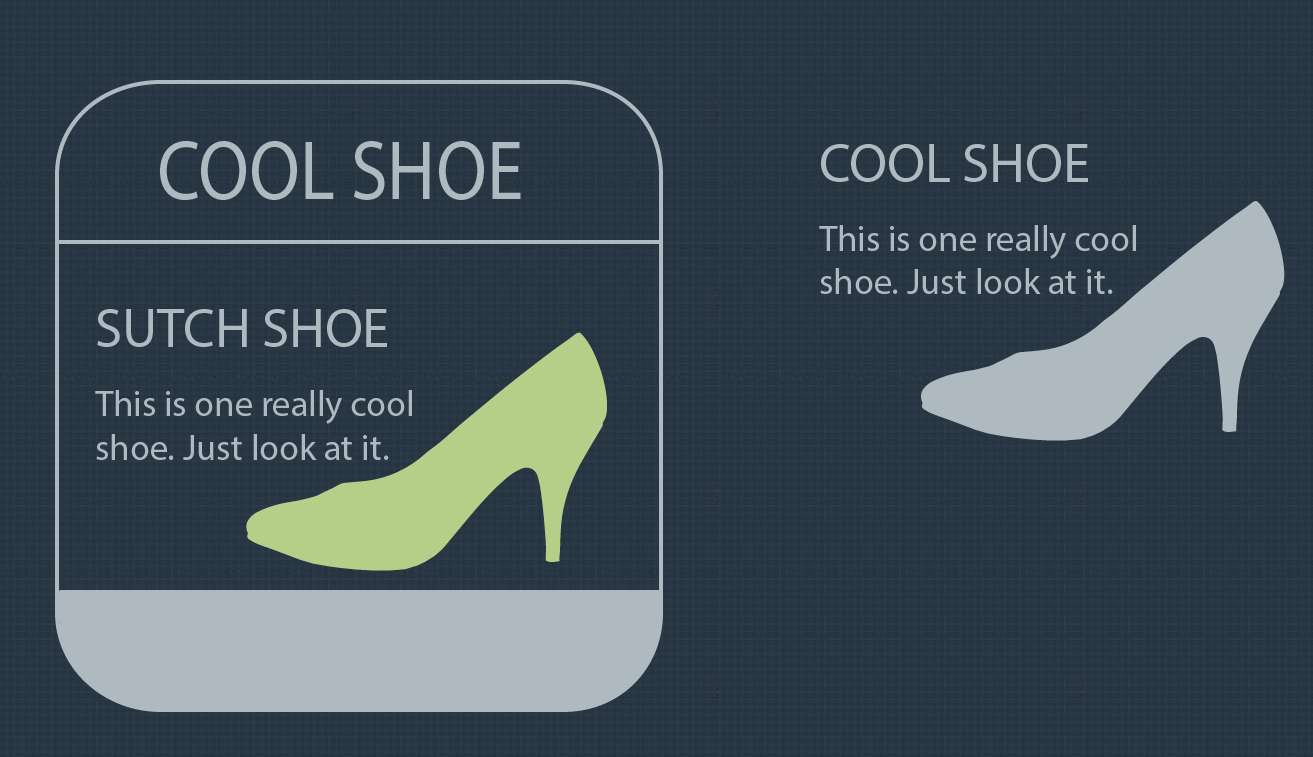 COOL SHOE
SUTCH SHOE
This is one really cool
shoe. Just look at it.
COOL SHOE
This is one really cool
shoe. Just look at it.